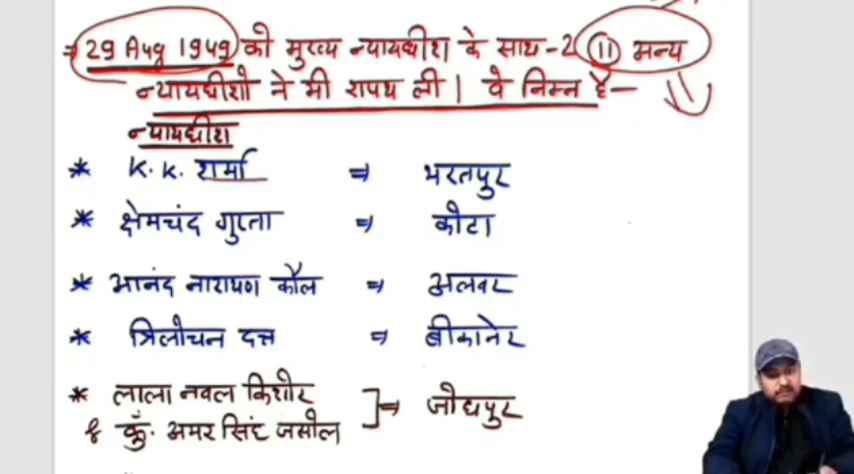 ⇒ 29 Aug 1949 को मुख्य न्यायधीश के साथ-2 (11) अन्य
न्यायधीशो ने भी शपथ ली। वे निम्न है—
न्यायधीश
* K. K. शर्मा ⇒ भरतपुर
* क्षेमचंद गुप्ता ⇒ कोटा
* आनंद नारायण कौल ⇒ अलवर
* त्रिलोचन दत्त ⇒ बीकानेर
* लाला नवल किशोर
& कुँ. अमर सिंह जसोल ]⇒ जोधपुर